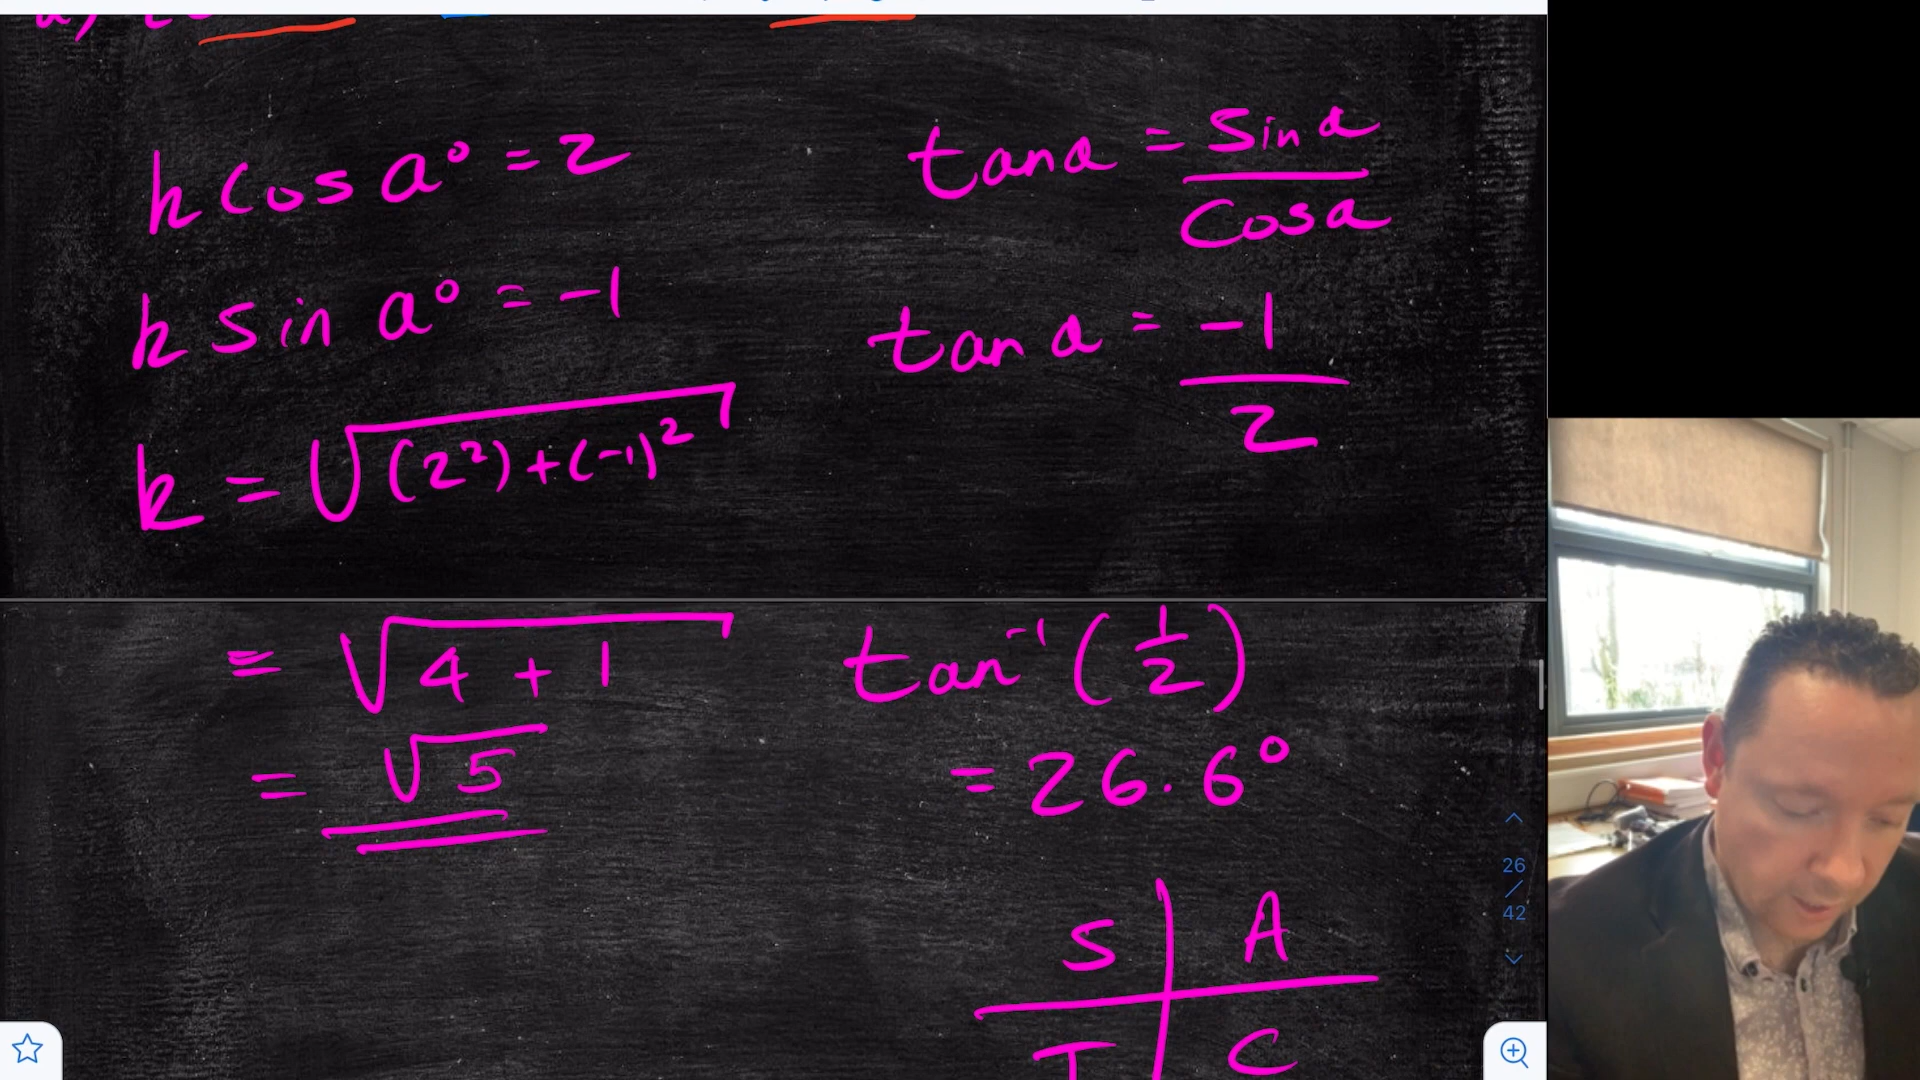 a)
k cos a° = 2
k sin a° = -1
k = √(2²)+(-1)²
= √4 + 1
= √5
tan a = sin a / cos a
tan a = -1 / 2
tan⁻¹ (1/2)
= 26.6°
S A
T C
26
/
42